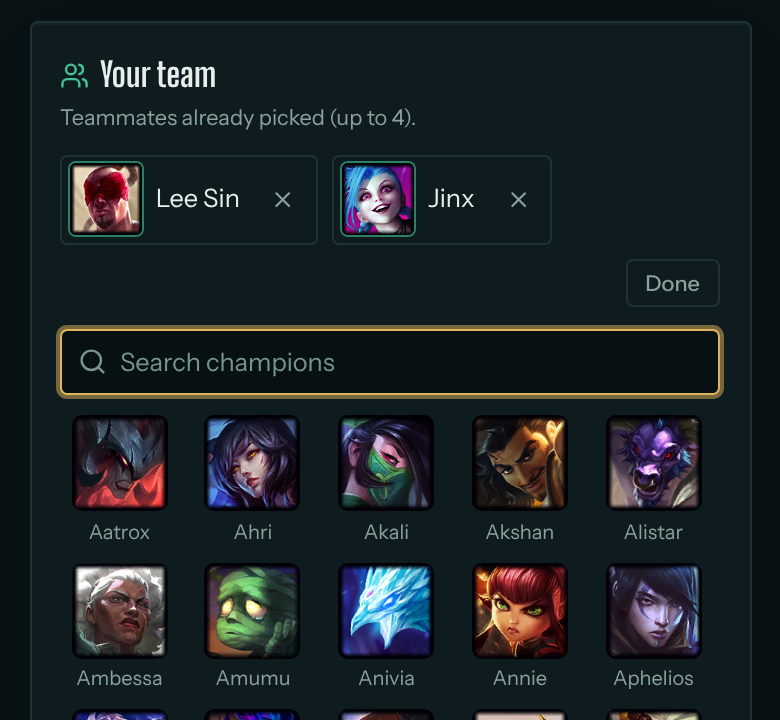 Your team
Teammates already picked (up to 4).
Lee Sin
Jinx
Done
Search champions
Aatrox
Ahri
Akali
Akshan
Alistar
Ambessa
Amumu
Anivia
Annie
Aphelios